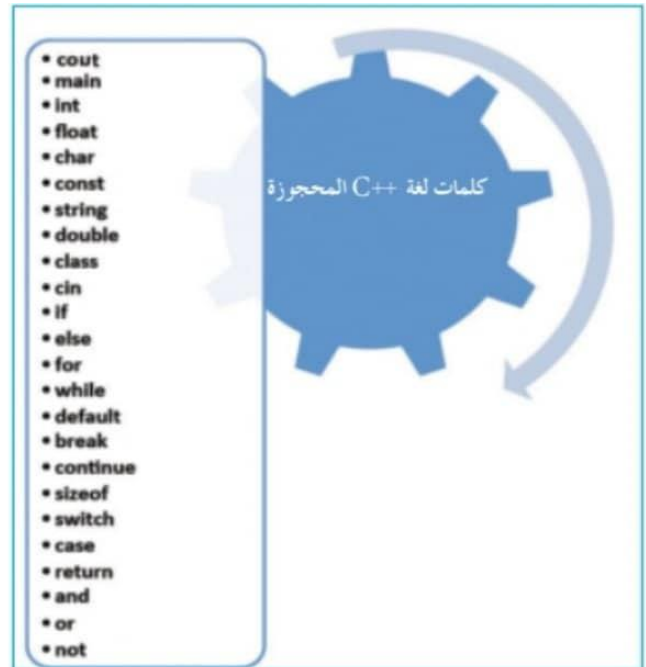 كلمات لغة C++ المحجوزة
• cout
• main
• int
• float
• char
• const
• string
• double
• class
• cin
• if
• else
• for
• while
• default
• break
• continue
• sizeof
• switch
• case
• return
• and
• or
• not